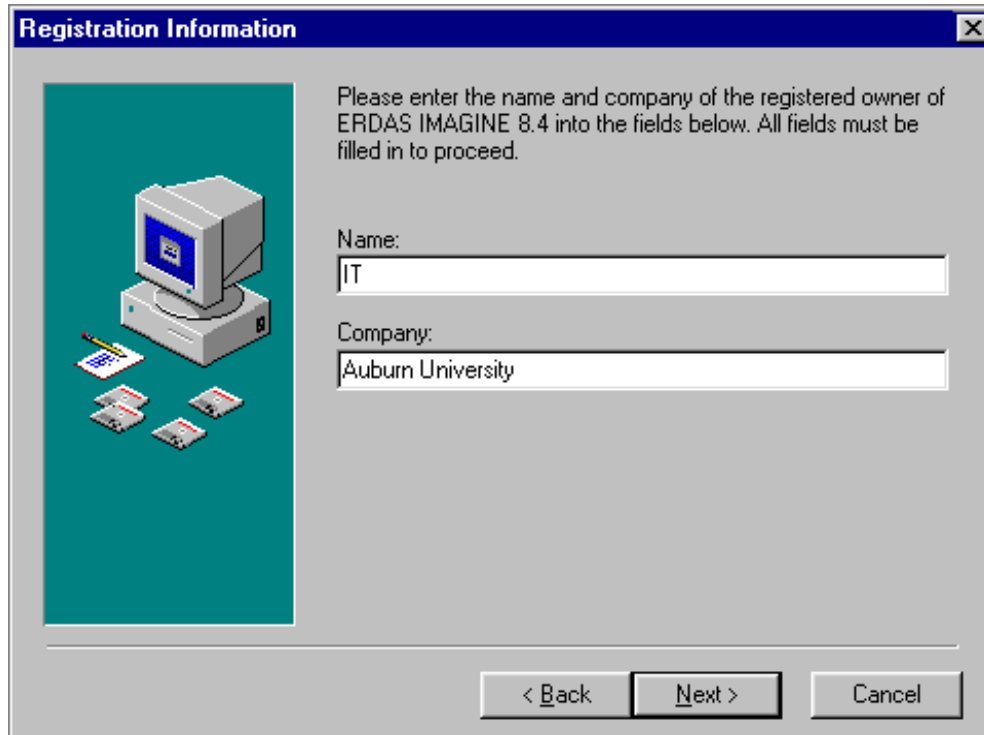 Registration Information
Please enter the name and company of the registered owner of
ERDAS IMAGINE 8.4 into the fields below. All fields must be
filled in to proceed.
Name:
IT
Company:
Auburn University
< Back
Next >
Cancel